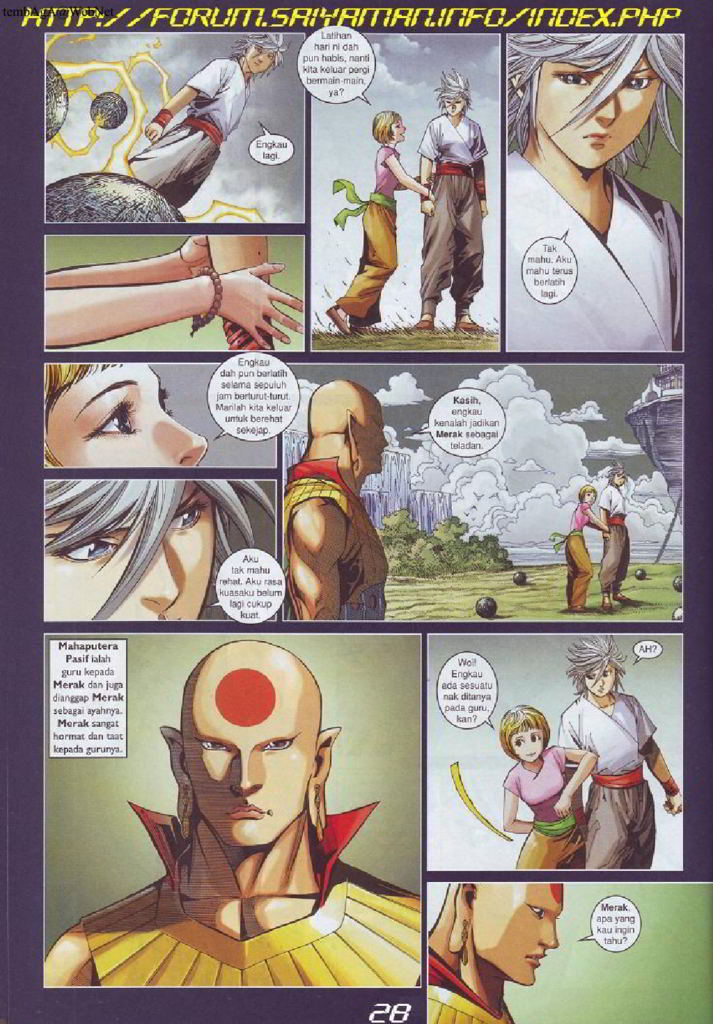 tembAgA@WebNet
HTTP://FORUM.SAIYAMAN.INFO/INDEX.PHP
Engkau
lagi.
Latihan
hari ni dah
pun habis, nanti
kita keluar pergi
bermain-main,
ya?
Tak
mahu. Aku
mahu terus
berlatih
lagi.
Engkau
dah pun berlatih
selama sepuluh
jam berturut-turut.
Marilah kita keluar
untuk berehat
sekejap.
Kasih,
engkau
kenalah jadikan
Merak sebagai
teladan.
Aku
tak mahu
rehat. Aku rasa
kuasaku belum
lagi cukup
kuat.
Mahaputera
Pasif ialah
guru kepada
Merak dan juga
dianggap Merak
sebagai ayahnya.
Merak sangat
hormat dan taat
kepada gurunya.
Woi!
Engkau
ada sesuatu
nak ditanya
pada guru,
kan?
AH?
Merak,
apa yang
kau ingin
tahu?
28